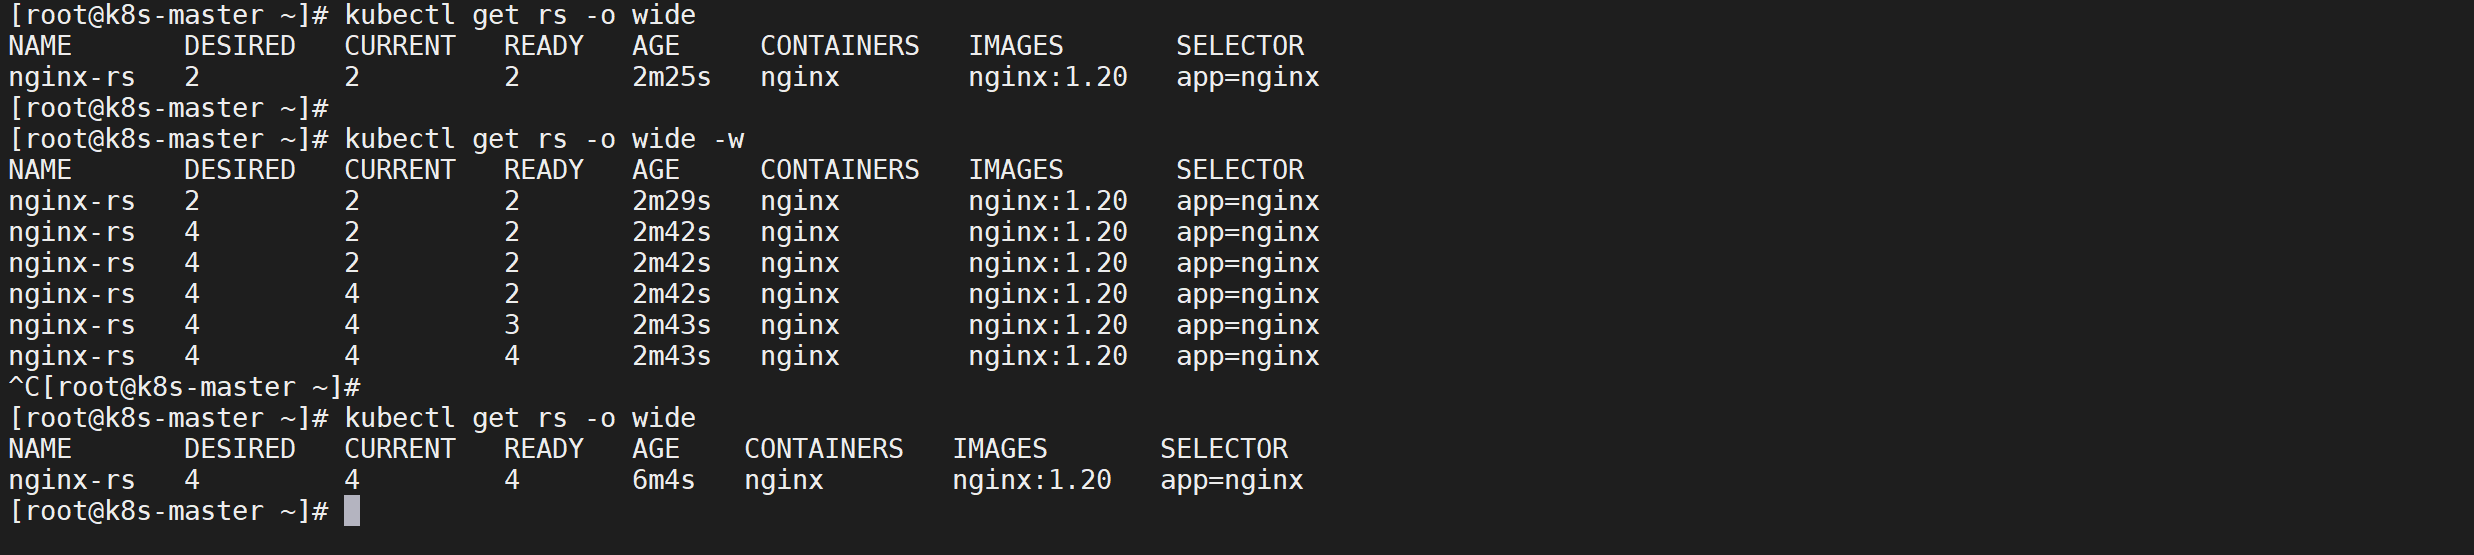 [root@k8s-master ~]# kubectl get rs -o wide
NAME       DESIRED   CURRENT   READY   AGE     CONTAINERS   IMAGES       SELECTOR
nginx-rs   2         2         2       2m25s   nginx        nginx:1.20   app=nginx
[root@k8s-master ~]#
[root@k8s-master ~]# kubectl get rs -o wide -w
NAME       DESIRED   CURRENT   READY   AGE     CONTAINERS   IMAGES       SELECTOR
nginx-rs   2         2         2       2m29s   nginx        nginx:1.20   app=nginx
nginx-rs   4         2         2       2m42s   nginx        nginx:1.20   app=nginx
nginx-rs   4         2         2       2m42s   nginx        nginx:1.20   app=nginx
nginx-rs   4         4         2       2m42s   nginx        nginx:1.20   app=nginx
nginx-rs   4         4         3       2m43s   nginx        nginx:1.20   app=nginx
nginx-rs   4         4         4       2m43s   nginx        nginx:1.20   app=nginx
^C[root@k8s-master ~]#
[root@k8s-master ~]# kubectl get rs -o wide
NAME       DESIRED   CURRENT   READY   AGE    CONTAINERS   IMAGES       SELECTOR
nginx-rs   4         4         4       6m4s   nginx        nginx:1.20   app=nginx
[root@k8s-master ~]#